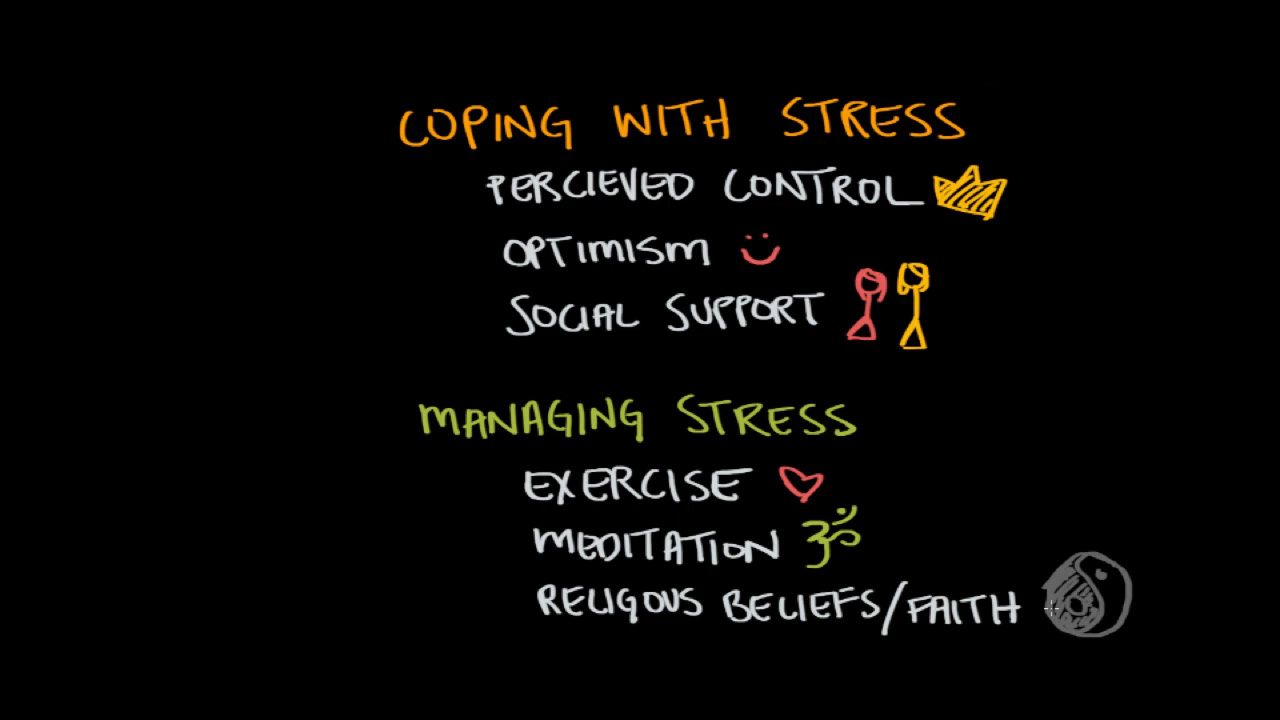 COPING WITH STRESS
PERCIEVED CONTROL
OPTIMISM
SOCIAL SUPPORT
MANAGING STRESS
EXERCISE
MEDITATION ॐ
RELIGOUS BELIEFS/FAITH